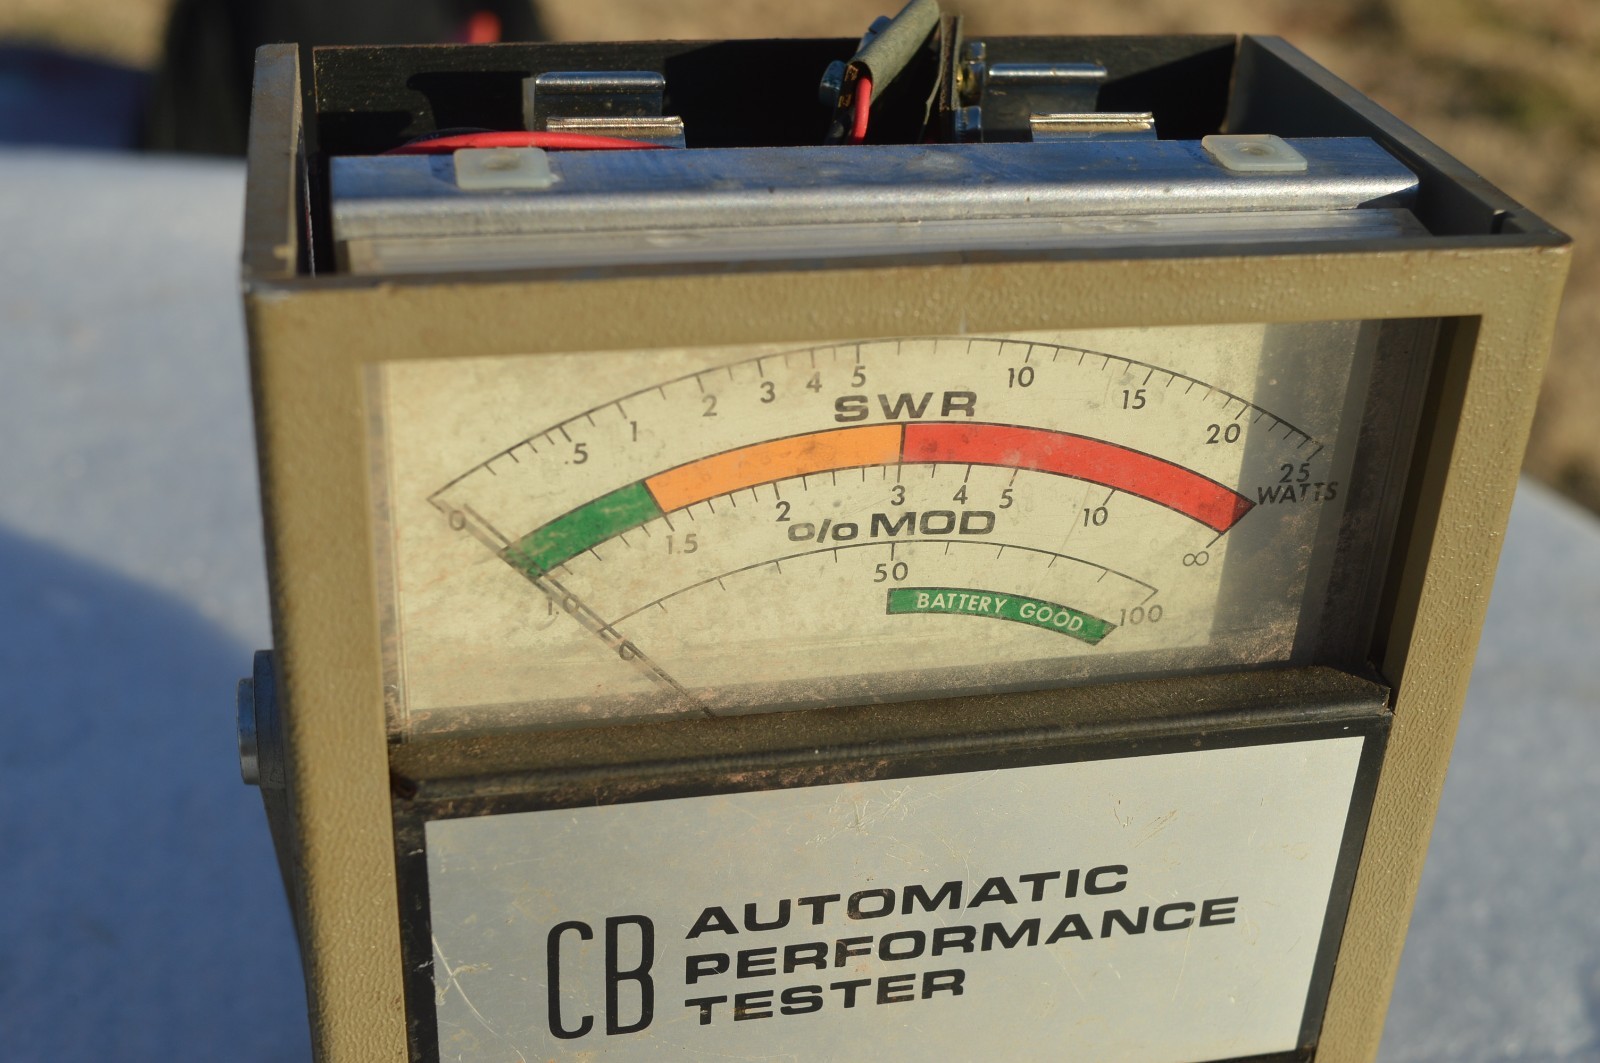 0 .5 1 2 3 4 5 10 15 20 25
WATTS
SWR
1.0 1.5 2 3 4 5 10 ∞
o/o MOD
0 50 100
BATTERY GOOD
CB
AUTOMATIC
PERFORMANCE
TESTER